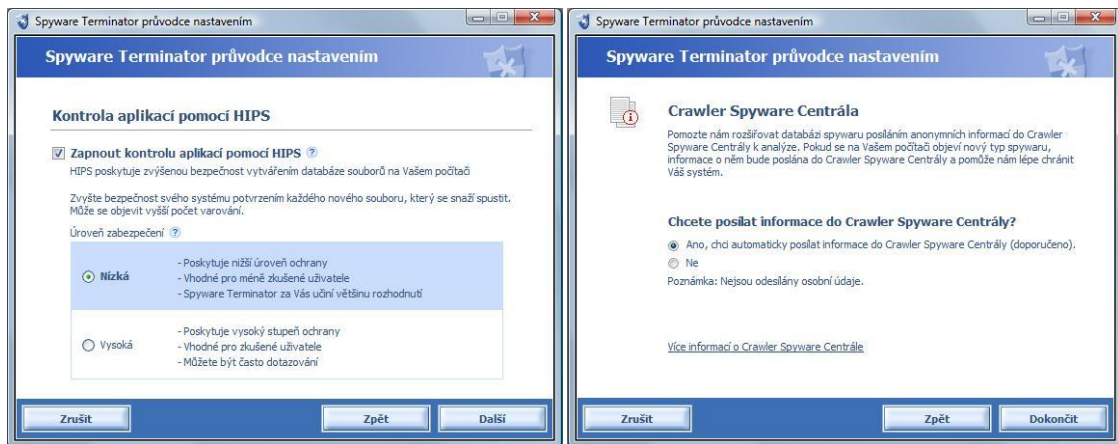 Spyware Terminator průvodce nastavením
Spyware Terminator průvodce nastavením
Kontrola aplikací pomocí HIPS
Zapnout kontrolu aplikací pomocí HIPS ?
HIPS poskytuje zvýšenou bezpečnost vytvářením databáze souborů na Vašem počítači
Zvyšte bezpečnost svého systému potvrzením každého nového souboru, který se snaží spustit.
Může se objevit vyšší počet varování.
Úroveň zabezpečení ?
Nízká
- Poskytuje nižší úroveň ochrany
- Vhodné pro méně zkušené uživatele
- Spyware Terminator za Vás učiní většinu rozhodnutí
Vysoká
- Poskytuje vysoký stupeň ochrany
- Vhodné pro zkušené uživatele
- Můžete být často dotazování
Zrušit
Zpět
Další
Spyware Terminator průvodce nastavením
Spyware Terminator průvodce nastavením
Crawler Spyware Centrála
Pomozte nám rozšiřovat databázi spywaru posíláním anonymních informací do Crawler
Spyware Centrály k analýze. Pokud se na Vašem počítači objeví nový typ spywaru,
informace o něm bude poslána do Crawler Spyware Centrály a pomůže nám lépe chránit
Váš systém.
Chcete posílat informace do Crawler Spyware Centrály?
Ano, chci automaticky posílat informace do Crawler Spyware Centrály (doporučeno).
Ne
Poznámka: Nejsou odesílány osobní údaje.
Více informací o Crawler Spyware Centrále
Zrušit
Zpět
Dokončit